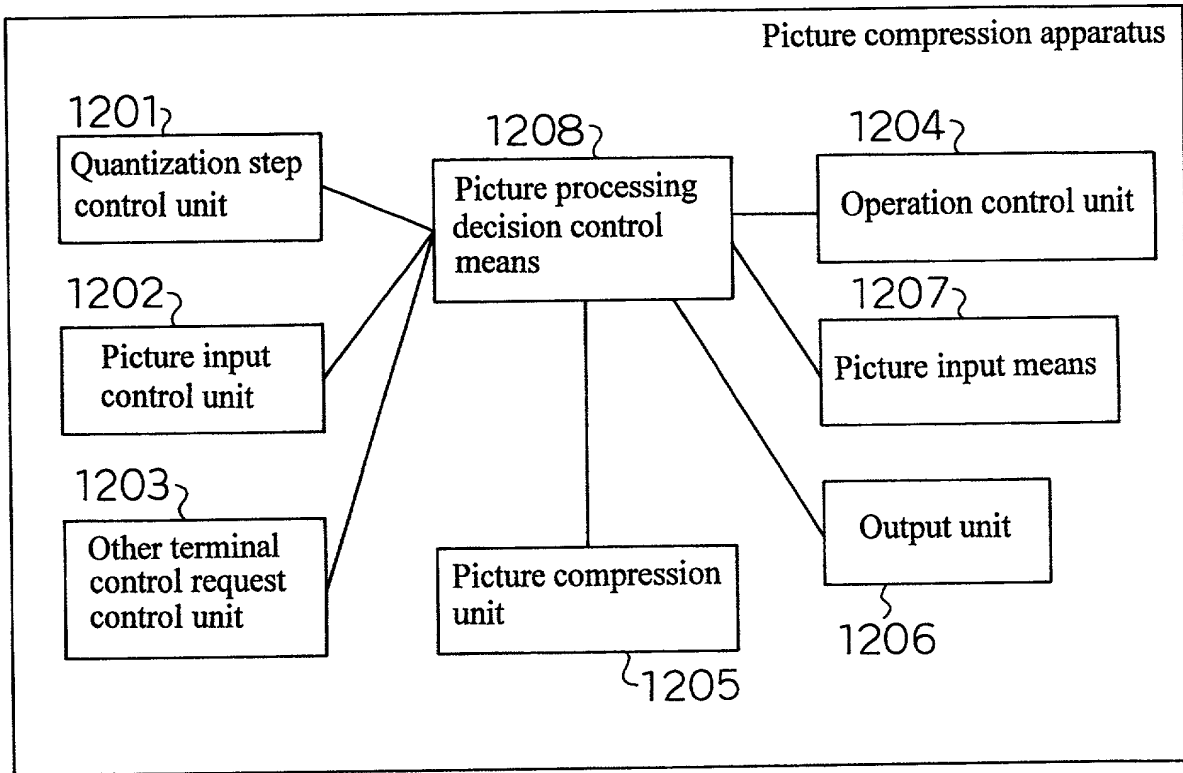 Picture compression apparatus
1201
Quantization step
control unit
1208
Picture processing
decision control
means
1204
Operation control unit
1202
Picture input
control unit
1207
Picture input means
1203
Other terminal
control request
control unit
Picture compression
unit
1205
Output unit
1206